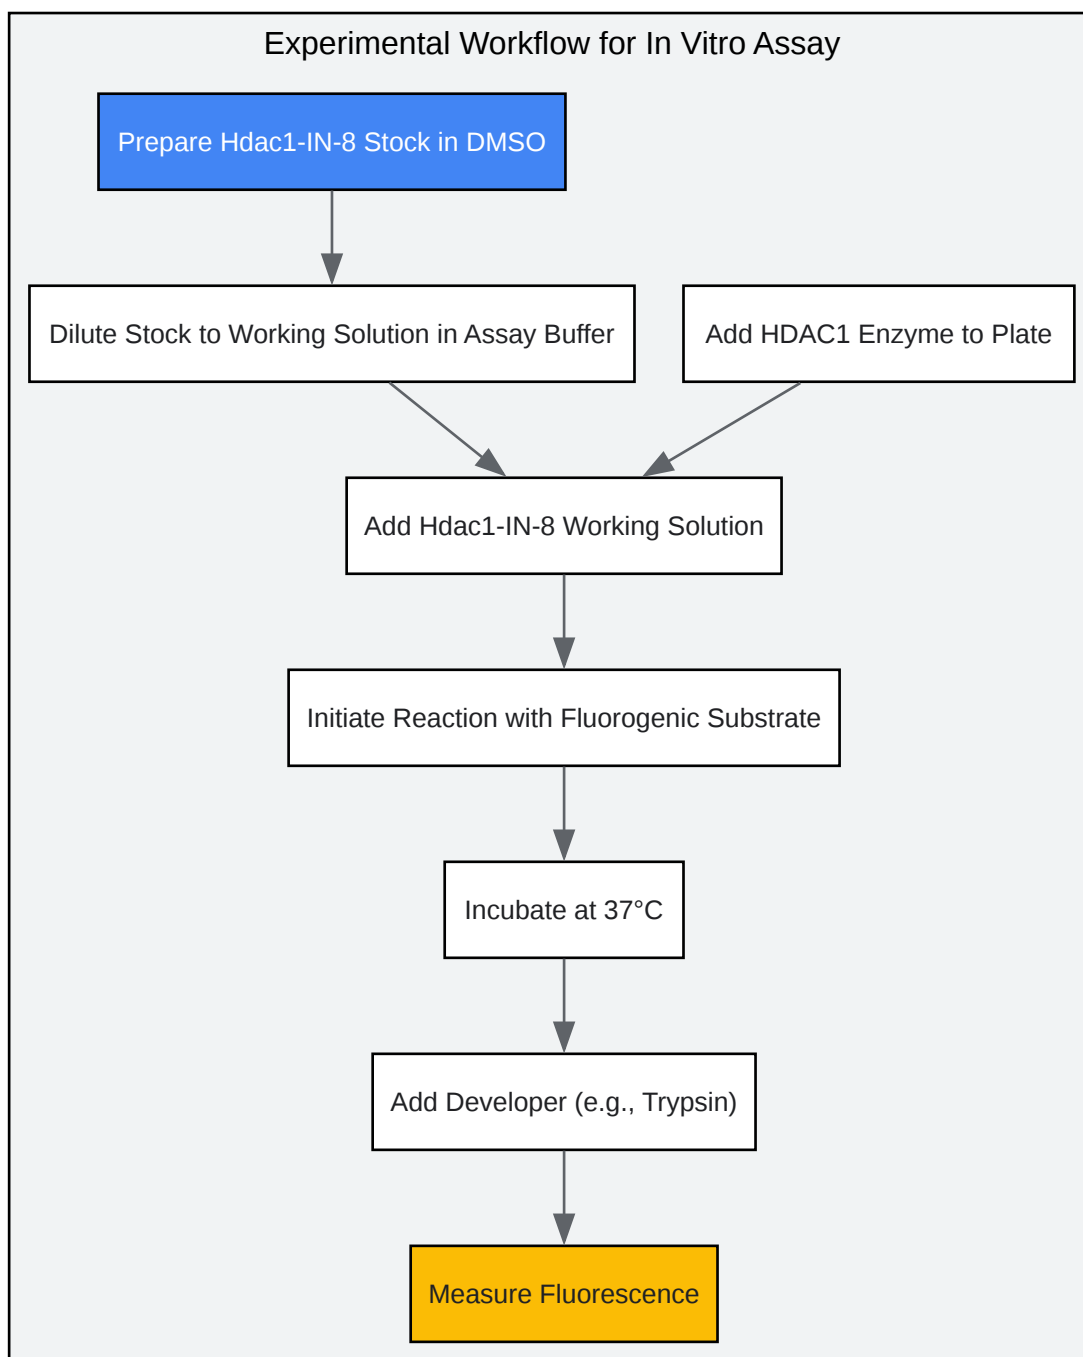 Experimental Workflow for In Vitro Assay
Prepare Hdac1-IN-8 Stock in DMSO
Dilute Stock to Working Solution in Assay Buffer
Add HDAC1 Enzyme to Plate
Add Hdac1-IN-8 Working Solution
Initiate Reaction with Fluorogenic Substrate
Incubate at 37°C
Add Developer (e.g., Trypsin)
Measure Fluorescence